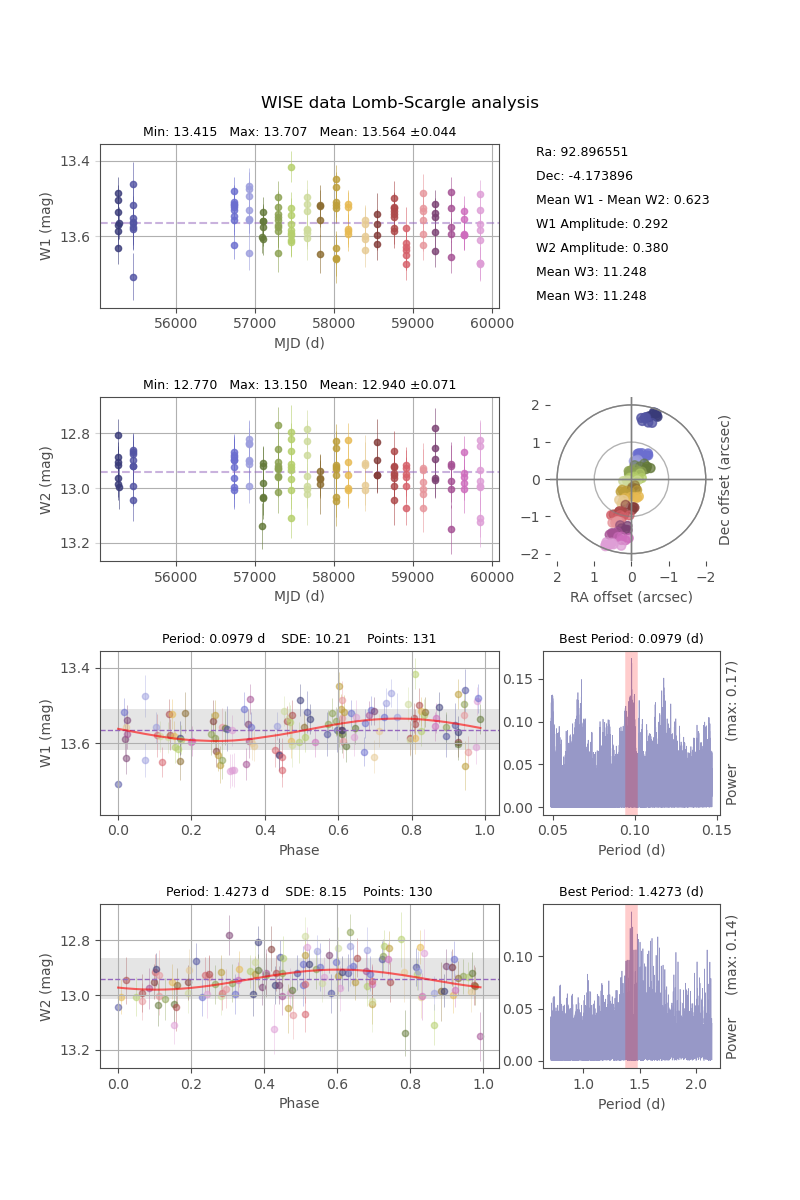 WISE data Lomb-Scargle analysis
Min: 13.415 Max: 13.707 Mean: 13.564 ±0.044
13.4
13.6
W1 (mag)
56000 57000 58000 59000 60000
MJD (d)
Ra: 92.896551
Dec: -4.173896
Mean W1 - Mean W2: 0.623
W1 Amplitude: 0.292
W2 Amplitude: 0.380
Mean W3: 11.248
Mean W3: 11.248
Min: 12.770 Max: 13.150 Mean: 12.940 ±0.071
12.8
13.0
13.2
W2 (mag)
56000 57000 58000 59000 60000
MJD (d)
2
1
0
−1
−2
2 1 0 −1 −2
RA offset (arcsec)
Dec offset (arcsec)
Period: 0.0979 d SDE: 10.21 Points: 131
13.4
13.6
W1 (mag)
0.0 0.2 0.4 0.6 0.8 1.0
Phase
Best Period: 0.0979 (d)
0.15
0.10
0.05
0.00
0.05 0.10 0.15
Period (d)
Power (max: 0.17)
Period: 1.4273 d SDE: 8.15 Points: 130
12.8
13.0
13.2
W2 (mag)
0.0 0.2 0.4 0.6 0.8 1.0
Phase
Best Period: 1.4273 (d)
0.10
0.05
0.00
1.0 1.5 2.0
Period (d)
Power (max: 0.14)